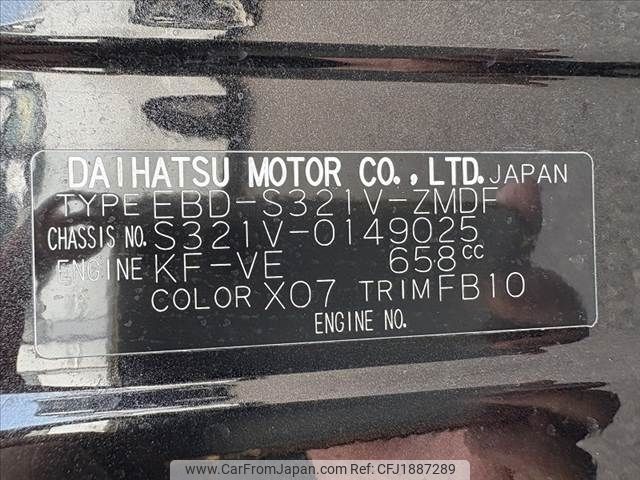 DAIHATSU MOTOR CO., LTD. JAPAN
TYPE EBD-S321V-ZMDF
CHASSIS NO. S321V-0149025
ENGINE KF-VE 658cc
COLOR X07 TRIM FB10
ENGINE NO.
www.CarFromJapan.com Ref: CFJ1887289